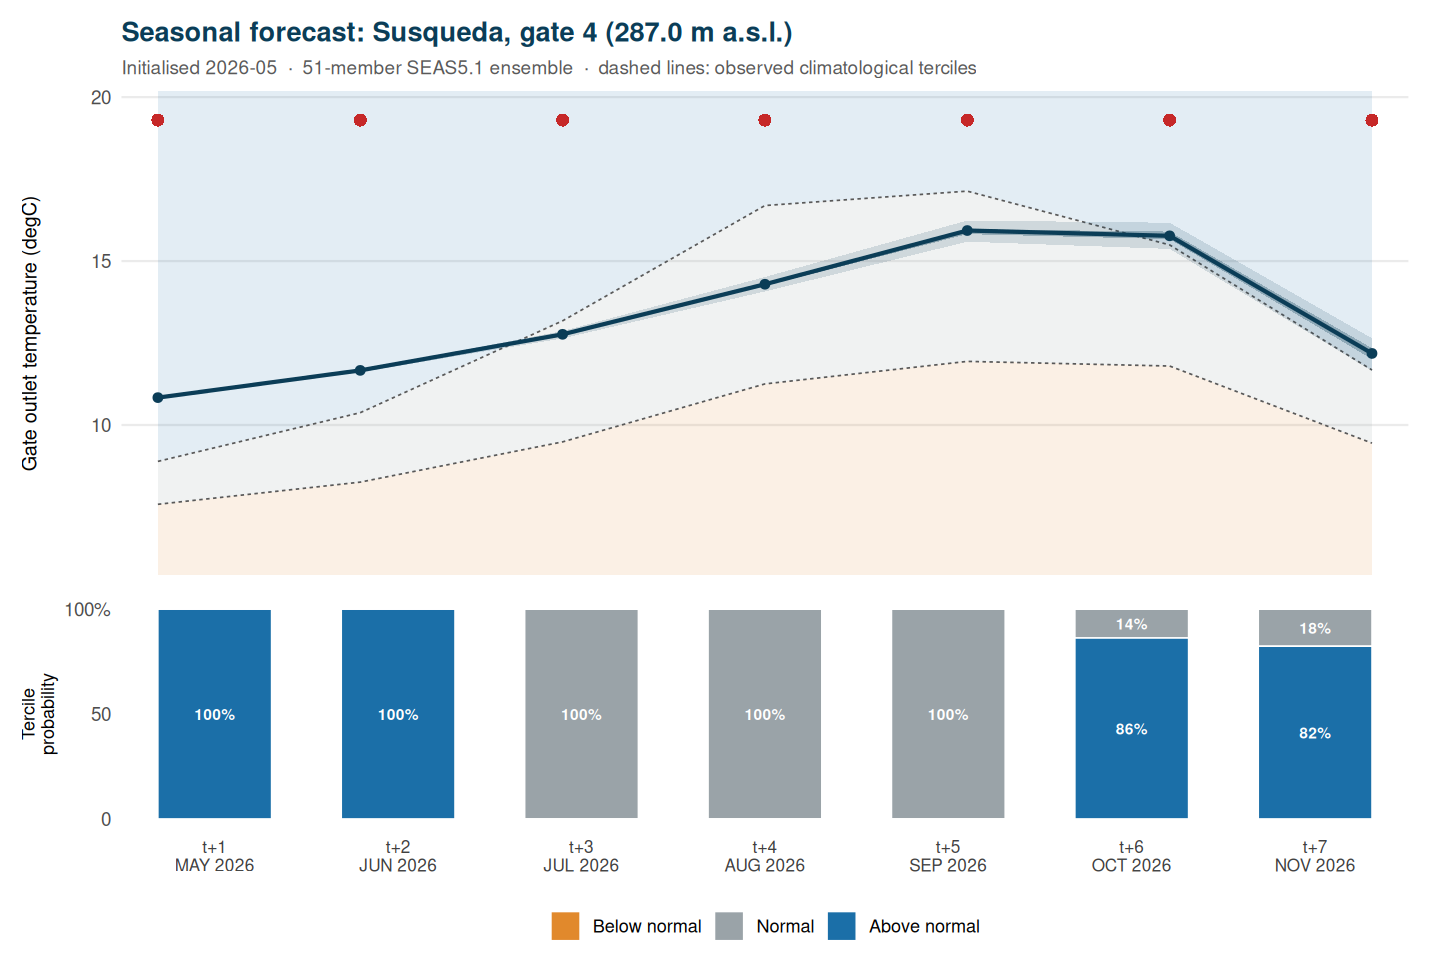 Seasonal forecast: Susqueda, gate 4 (287.0 m a.s.l.)
Initialised 2026-05 · 51-member SEAS5.1 ensemble · dashed lines: observed climatological terciles
Gate outlet temperature (degC)
20
15
10
Tercile
probability
100%
50
0
100%
100%
100%
100%
100%
14%
86%
18%
82%
t+1
MAY 2026
t+2
JUN 2026
t+3
JUL 2026
t+4
AUG 2026
t+5
SEP 2026
t+6
OCT 2026
t+7
NOV 2026
Below normal
Normal
Above normal